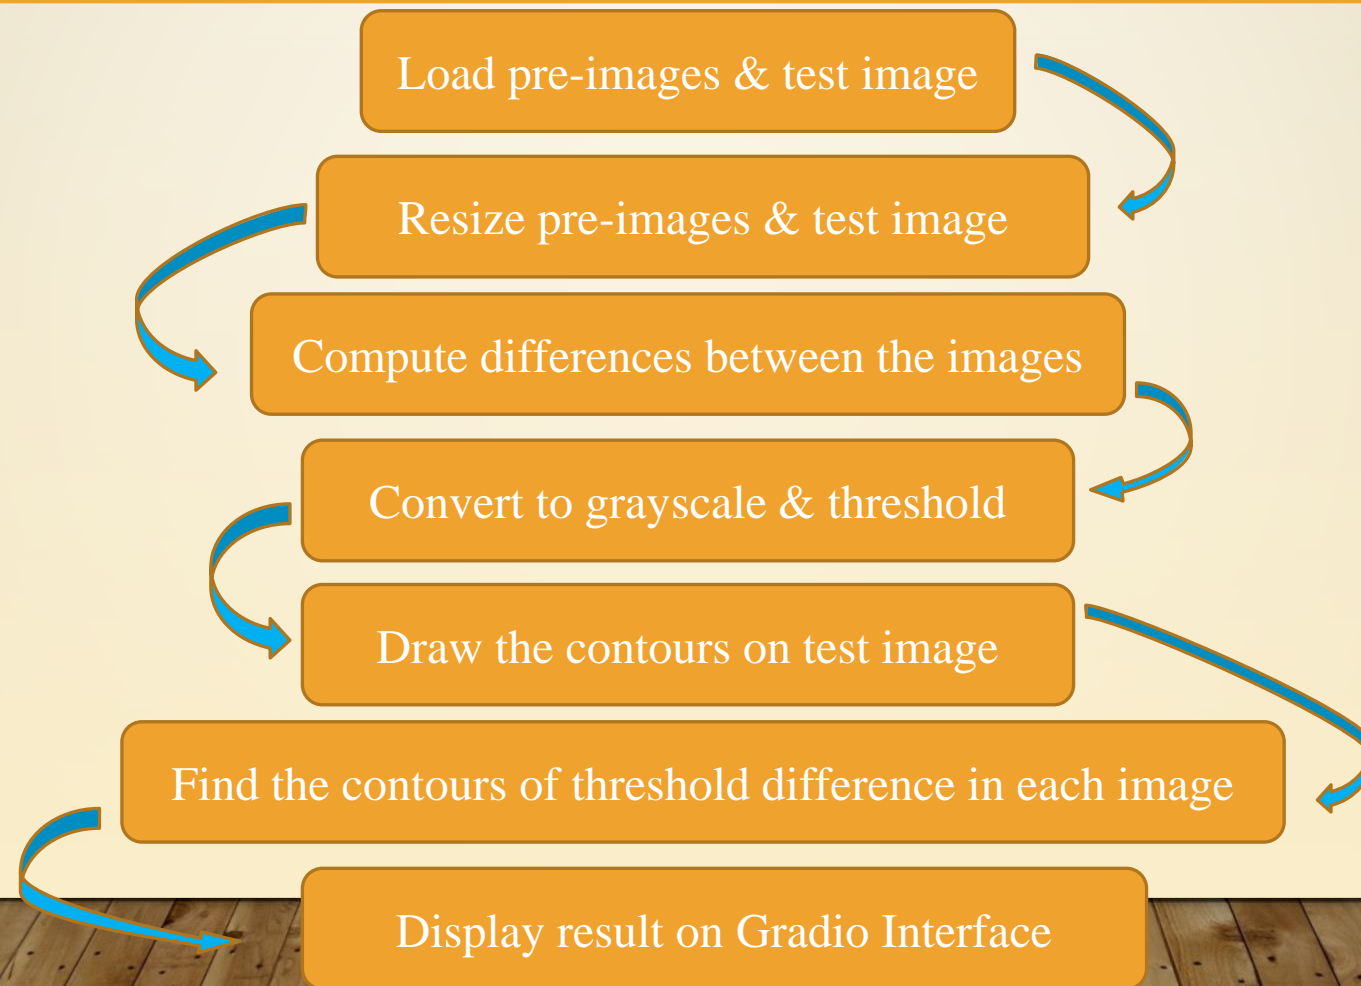 Load pre-images & test image
Resize pre-images & test image
Compute differences between the images
Convert to grayscale & threshold
Draw the contours on test image
Find the contours of threshold difference in each image
Display result on Gradio Interface